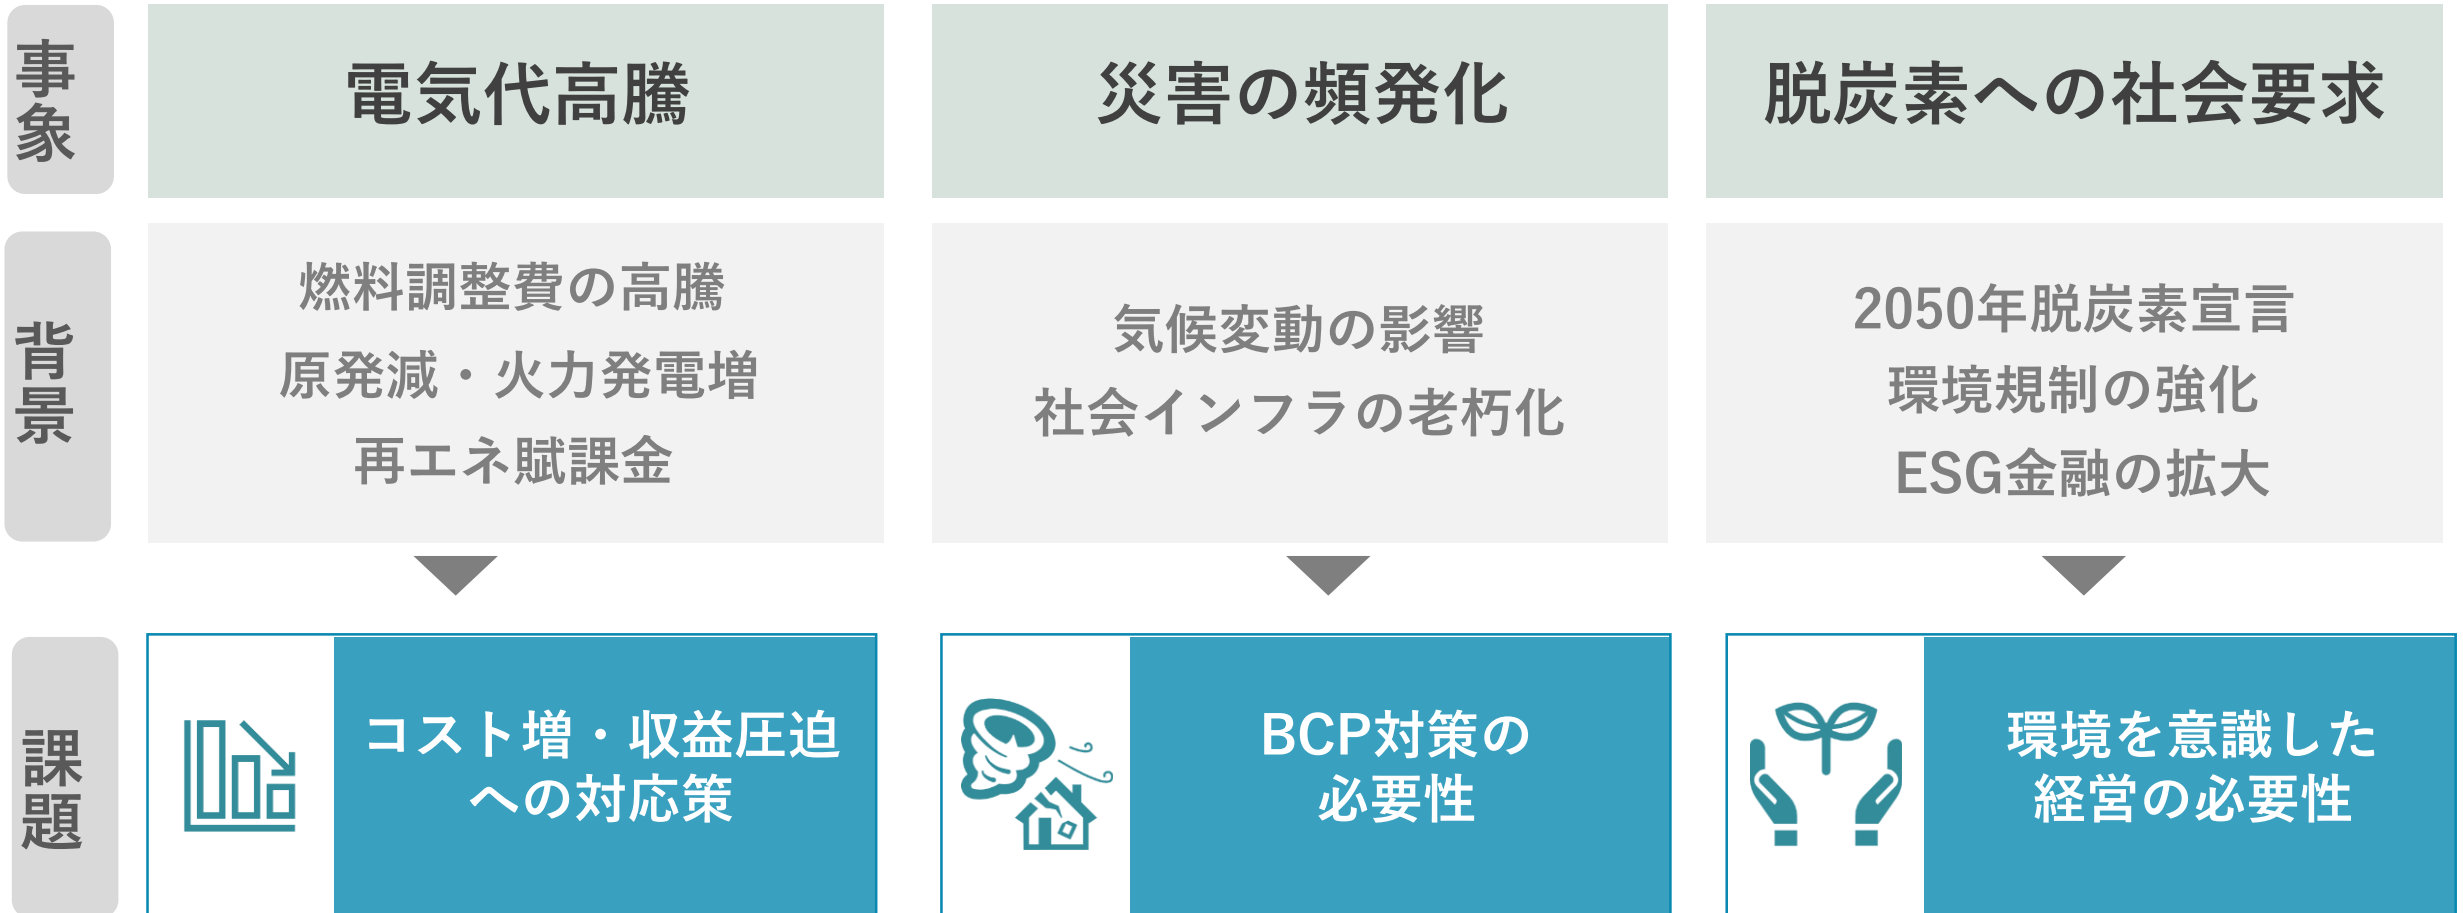 事象
電気代高騰
災害の頻発化
脱炭素への社会要求
背景
燃料調整費の高騰
原発減・火力発電増
再エネ賦課金
気候変動の影響
社会インフラの老朽化
2050年脱炭素宣言
環境規制の強化
ESG金融の拡大
課題
コスト増・収益圧迫
への対応策
BCP対策の
必要性
環境を意識した
経営の必要性